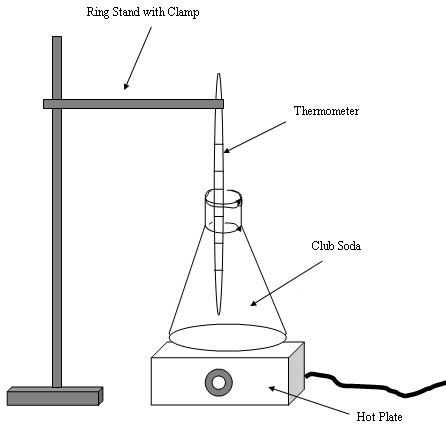 Ring Stand with Clamp
Thermometer
Club Soda
Hot Plate